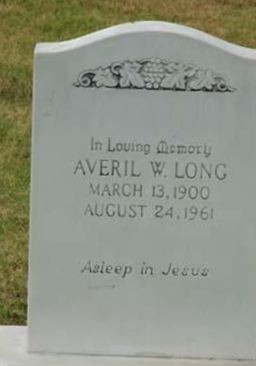 In Loving Memory
AVERIL W. LONG
MARCH 13, 1900
AUGUST 24, 1961
Asleep in Jesus